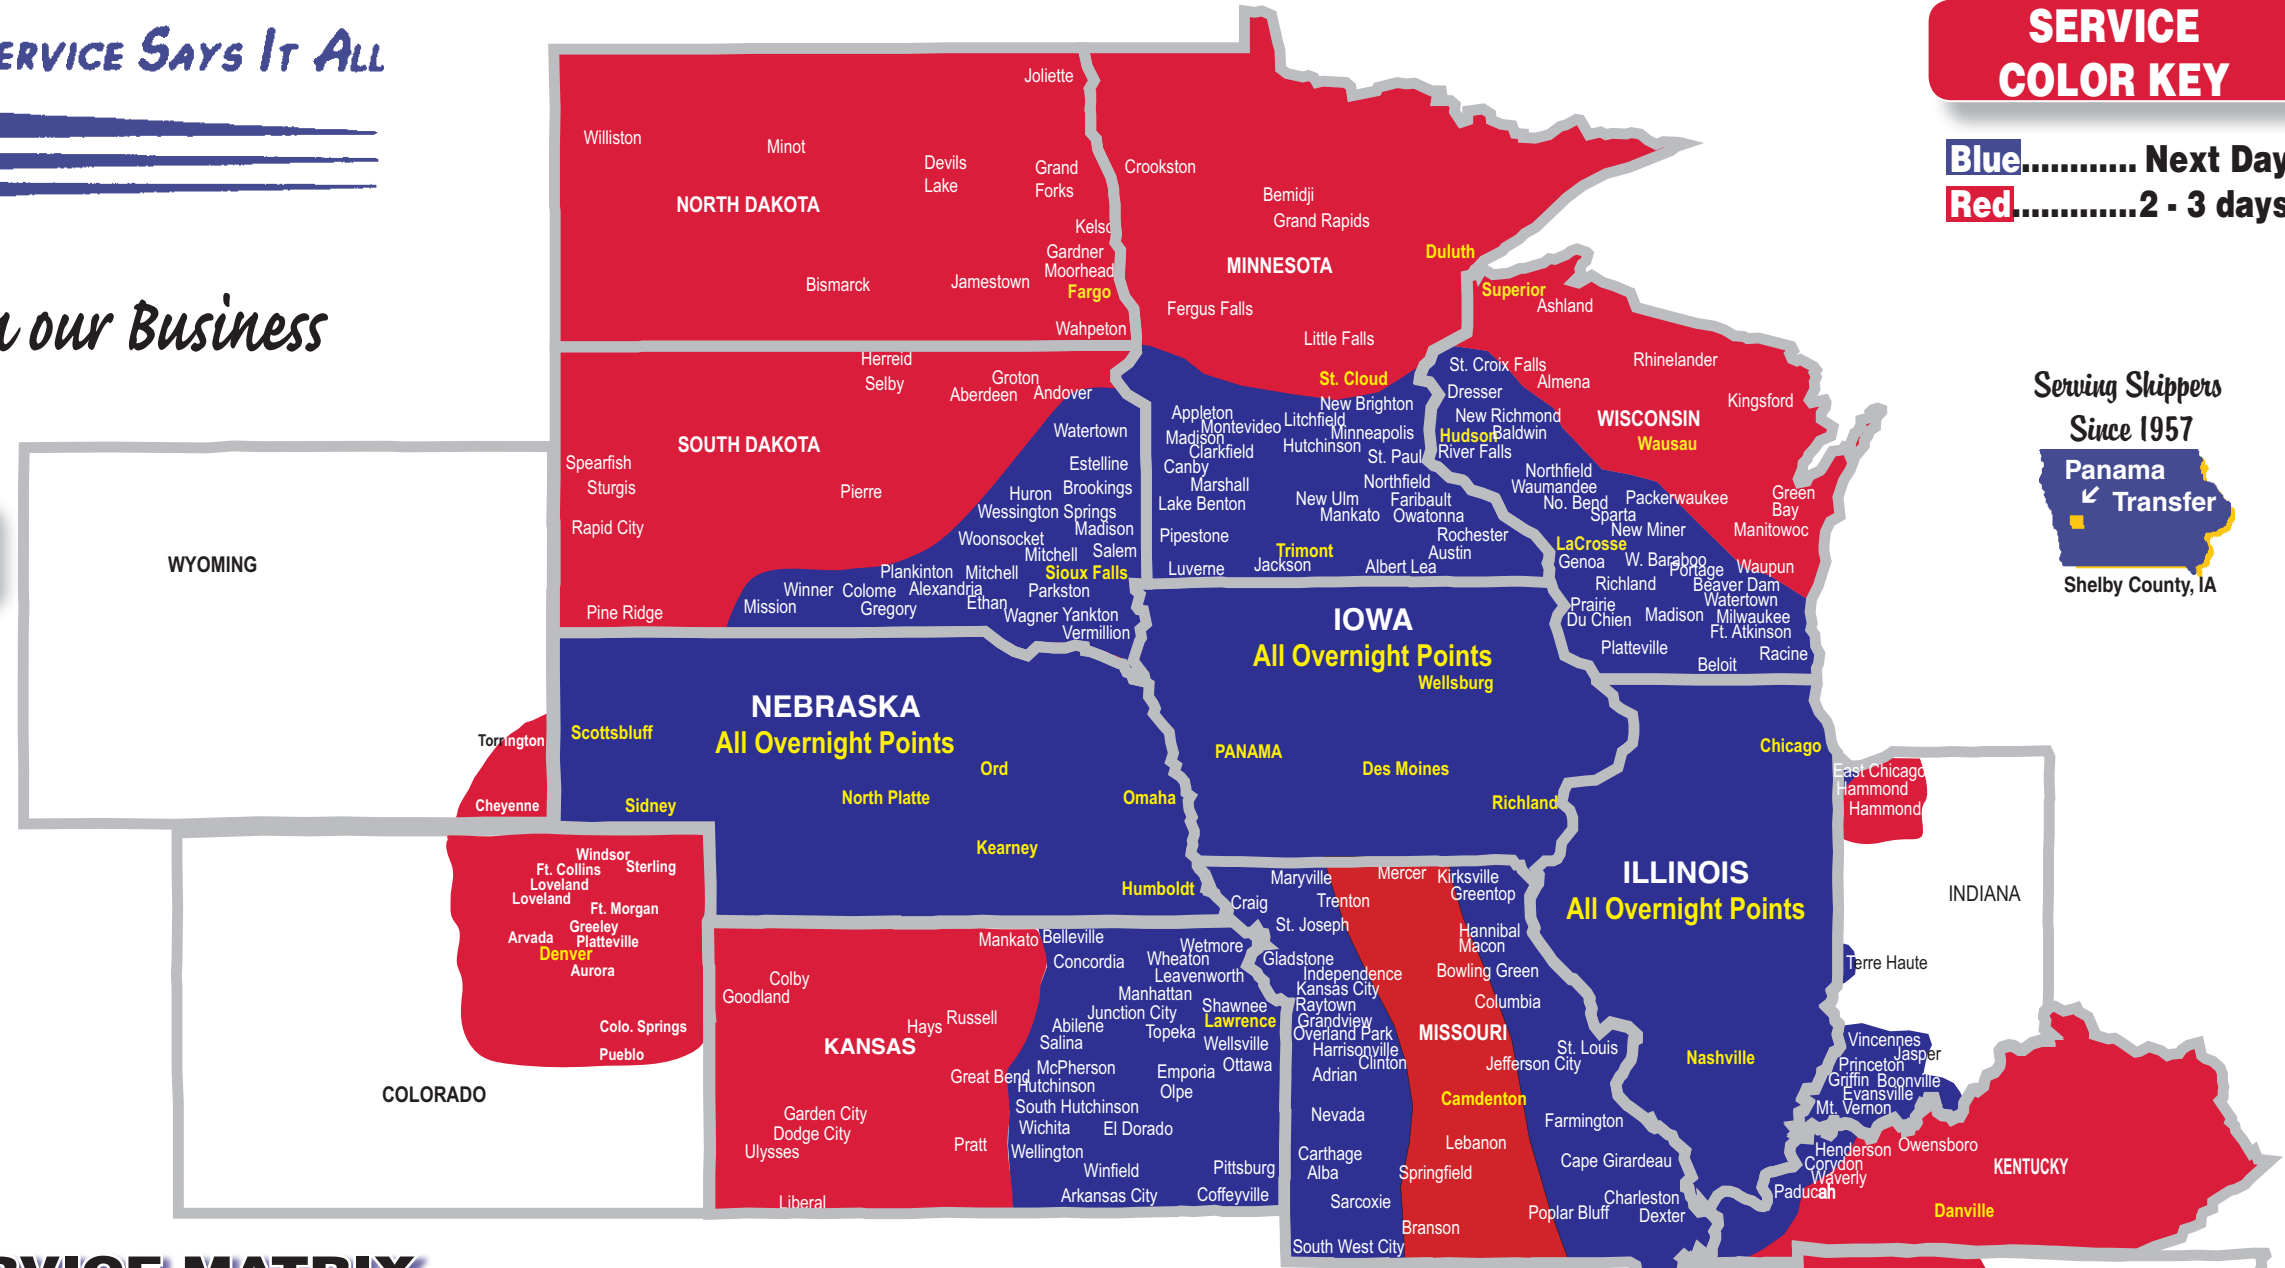 ERVICE SAYS IT ALL
our Business
SERVICE
COLOR KEY
Blue............ Next Day
Red.............2 - 3 days
Serving Shippers
Since 1957
Panama
Transfer
Shelby County, IA
NORTH DAKOTA
Joliette
Williston
Minot
Devils
Lake
Grand
Forks
Kelso
Gardner
Moorhead
Fargo
Bismarck
Jamestown
Wahpeton
MINNESOTA
Crookston
Bemidji
Grand Rapids
Duluth
Fergus Falls
Little Falls
St. Cloud
New Brighton
Appleton
Montevideo
Litchfield
Madison
Minneapolis
Clarkfield
Hutchinson
Canby
St. Paul
Marshall
Northfield
Lake Benton
New Ulm
Faribault
Mankato
Owatonna
Pipestone
Rochester
Trimont
Austin
Luverne
Jackson
Albert Lea
WISCONSIN
Superior
Ashland
St. Croix Falls
Rhinelander
Almena
Dresser
Kingsford
New Richmond
Hudson
Baldwin
Wausau
River Falls
Northfield
Waumandee
No. Bend
Packerwaukee
Green
Bay
Sparta
New Miner
Manitowoc
LaCrosse
Genoa
W. Baraboo
Portage
Waupun
Richland
Beaver Dam
Prairie
Du Chien
Watertown
Madison
Milwaukee
Ft. Atkinson
Platteville
Racine
Beloit
SOUTH DAKOTA
Herreid
Selby
Groton
Aberdeen
Andover
Watertown
Spearfish
Sturgis
Pierre
Estelline
Huron
Brookings
Wessington Springs
Rapid City
Madison
Woonsocket
Mitchell
Salem
Plankinton
Mitchell
Sioux Falls
Winner
Colome
Alexandria
Parkston
Mission
Gregory
Ethan
Wagner
Yankton
Pine Ridge
Vermillion
WYOMING
Torrington
Cheyenne
NEBRASKA
All Overnight Points
Scottsbluff
Ord
Sidney
North Platte
Omaha
Kearney
Humboldt
IOWA
All Overnight Points
Wellsburg
PANAMA
Des Moines
Richland
ILLINOIS
All Overnight Points
Chicago
Nashville
INDIANA
East Chicago
Hammond
Hammond
Terre Haute
Vincennes
Jasper
Princeton
Griffin
Boonville
Evansville
Mt. Vernon
KENTUCKY
Henderson
Owensboro
Corydon
Waverly
Paducah
Danville
COLORADO
Windsor
Ft. Collins
Sterling
Loveland
Loveland
Ft. Morgan
Greeley
Arvada
Platteville
Denver
Aurora
Colo. Springs
Pueblo
KANSAS
Mankato
Belleville
Wetmore
Concordia
Wheaton
Colby
Leavenworth
Goodland
Manhattan
Shawnee
Junction City
Russell
Hays
Abilene
Topeka
Lawrence
Salina
Wellsville
Great Bend
McPherson
Emporia
Ottawa
Hutchinson
Olpe
South Hutchinson
Garden City
Wichita
El Dorado
Dodge City
Pratt
Wellington
Ulysses
Winfield
Pittsburg
Liberal
Arkansas City
Coffeyville
MISSOURI
Maryville
Mercer
Kirksville
Greentop
Craig
Trenton
St. Joseph
Hannibal
Macon
Gladstone
Independence
Bowling Green
Kansas City
Raytown
Columbia
Grandview
Overland Park
Harrisonville
St. Louis
Clinton
Jefferson City
Adrian
Camdenton
Nevada
Farmington
Lebanon
Carthage
Cape Girardeau
Alba
Springfield
Sarcoxie
Charleston
Poplar Bluff
Dexter
Branson
South West City
RVICE MATRIX